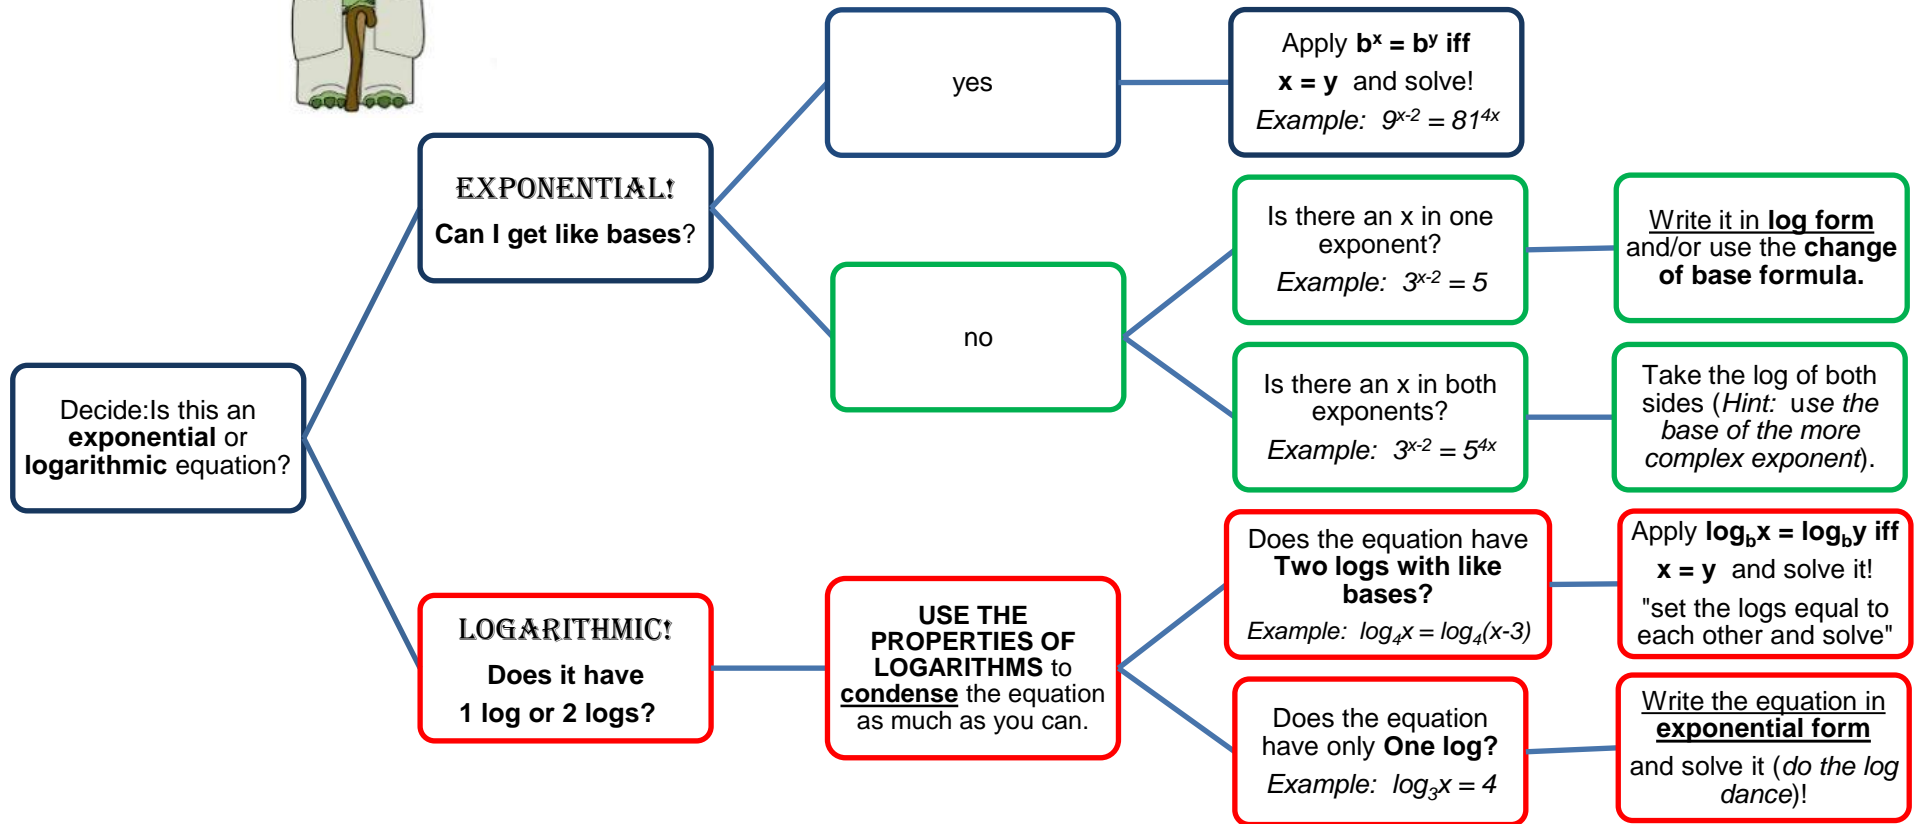 Decide:Is this an
exponential or
logarithmic equation?
EXPONENTIAL!
Can I get like bases?
yes
Apply bˣ = bʸ iff
x = y and solve!
Example: 9ˣ⁻² = 81⁴ˣ
no
Is there an x in one
exponent?
Example: 3ˣ⁻² = 5
Write it in log form
and/or use the change
of base formula.
Is there an x in both
exponents?
Example: 3ˣ⁻² = 5⁴ˣ
Take the log of both
sides (Hint: use the
base of the more
complex exponent).
LOGARITHMIC!
Does it have
1 log or 2 logs?
USE THE
PROPERTIES OF
LOGARITHMS to
condense the equation
as much as you can.
Does the equation have
Two logs with like
bases?
Example: log₄x = log₄(x-3)
Apply log_bx = log_by iff
x = y and solve it!
"set the logs equal to
each other and solve"
Does the equation
have only One log?
Example: log₃x = 4
Write the equation in
exponential form
and solve it (do the log
dance)!